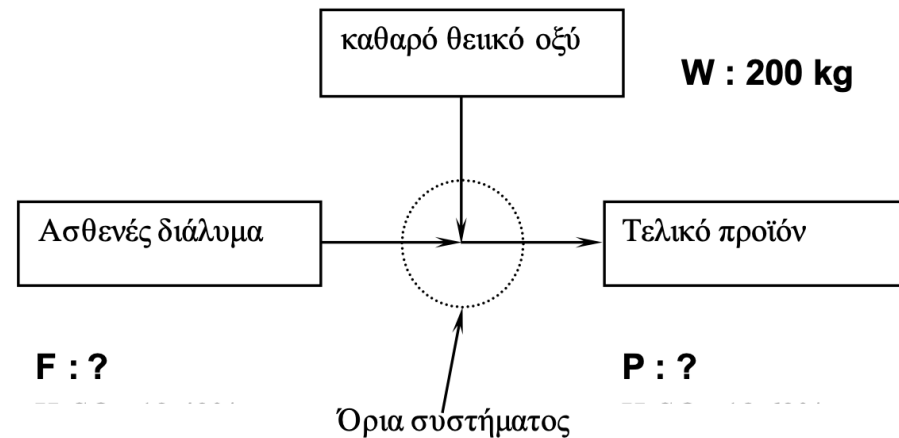 καθαρό θειικό οξύ
W : 200 kg
Ασθενές διάλυμα
Τελικό προϊόν
F : ?
P : ?
Όρια συστήματος